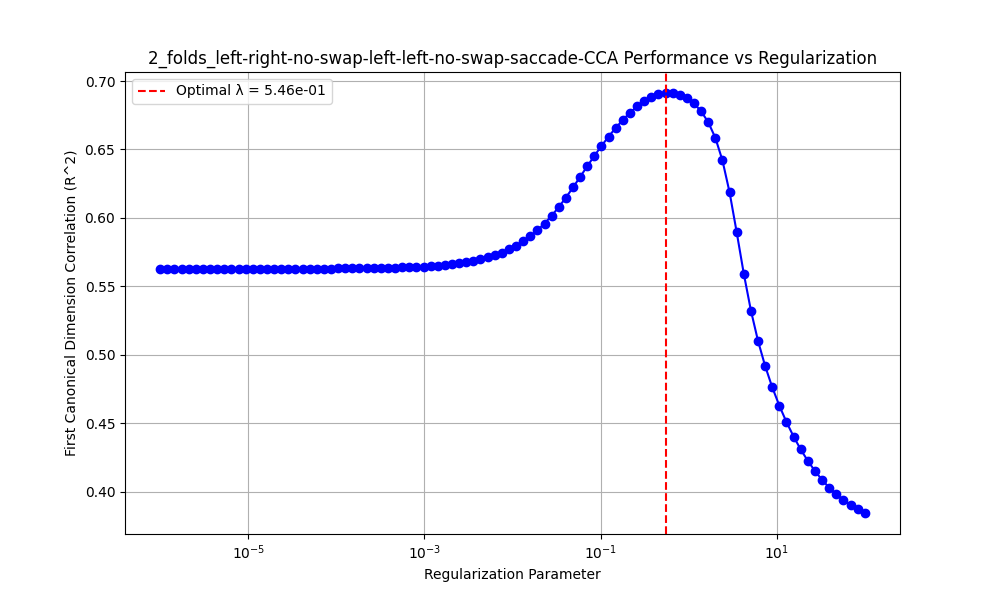 2_folds_left-right-no-swap-left-left-no-swap-saccade-CCA Performance vs Regularization
Optimal λ = 5.46e-01
First Canonical Dimension Correlation (R^2)
0.70
0.65
0.60
0.55
0.50
0.45
0.40
10^-5
10^-3
10^-1
10^1
Regularization Parameter